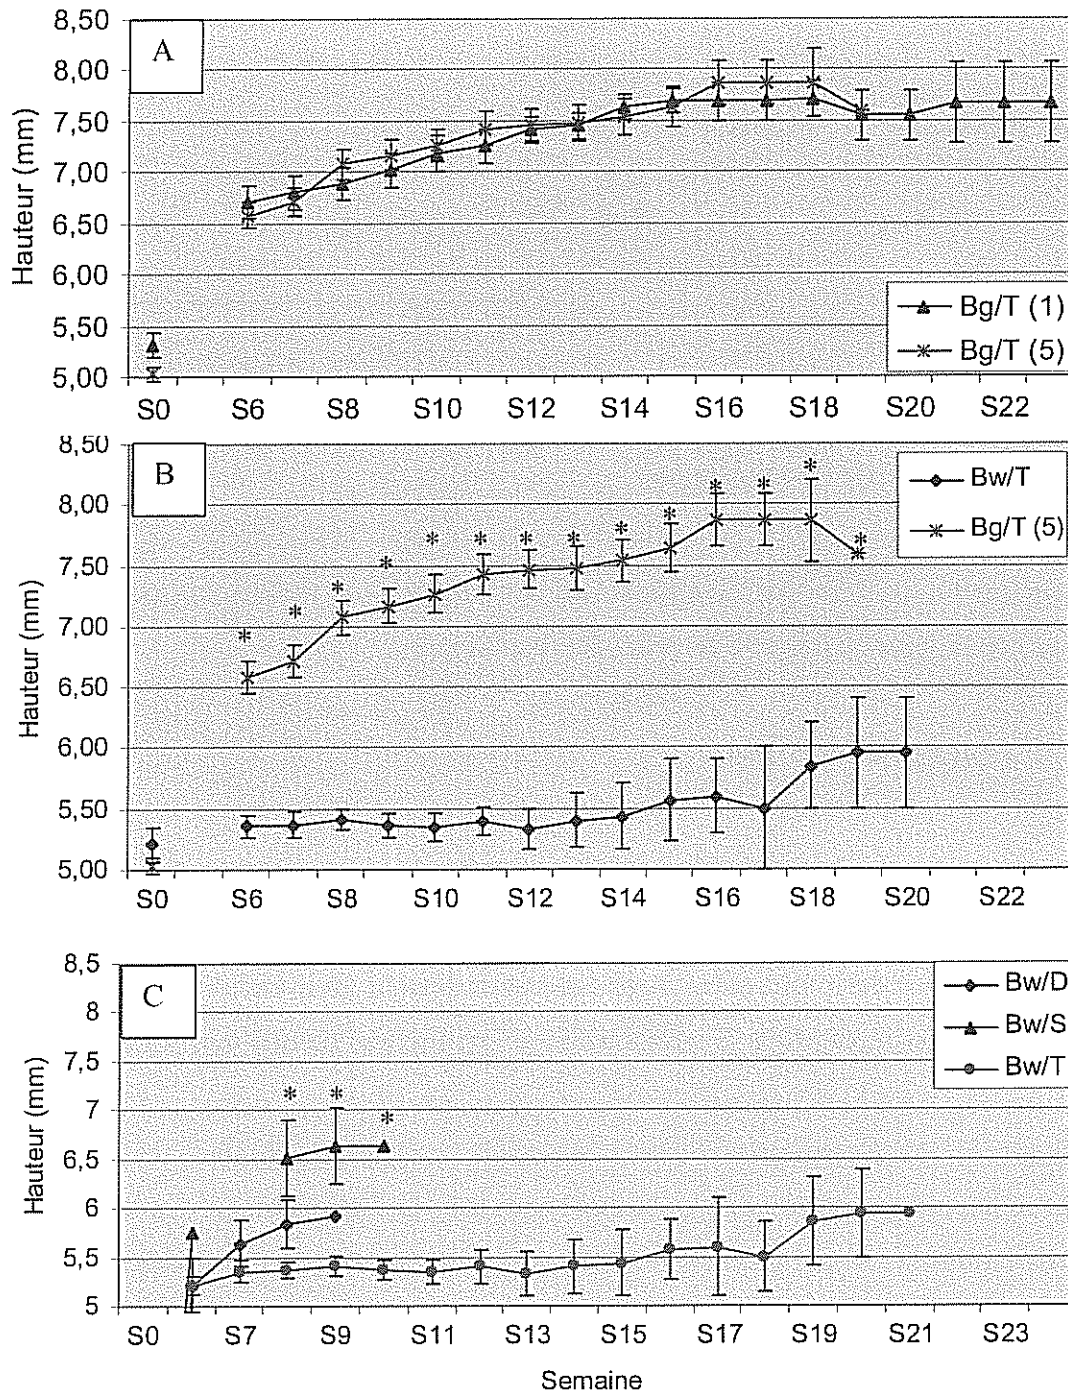 A
Hauteur (mm)
8,50
8,00
7,50
7,00
6,50
6,00
5,50
5,00
S0 S6 S8 S10 S12 S14 S16 S18 S20 S22
Bg/T (1)
Bg/T (5)
B
Hauteur (mm)
8,50
8,00
7,50
7,00
6,50
6,00
5,50
5,00
* * * * * * * * * * * * * *
S0 S6 S8 S10 S12 S14 S16 S18 S20 S22
Bw/T
Bg/T (5)
C
Hauteur (mm)
8,5
8
7,5
7
6,5
6
5,5
5
* * *
S0 S7 S9 S11 S13 S15 S17 S19 S21 S23
Bw/D
Bw/S
Bw/T
Semaine